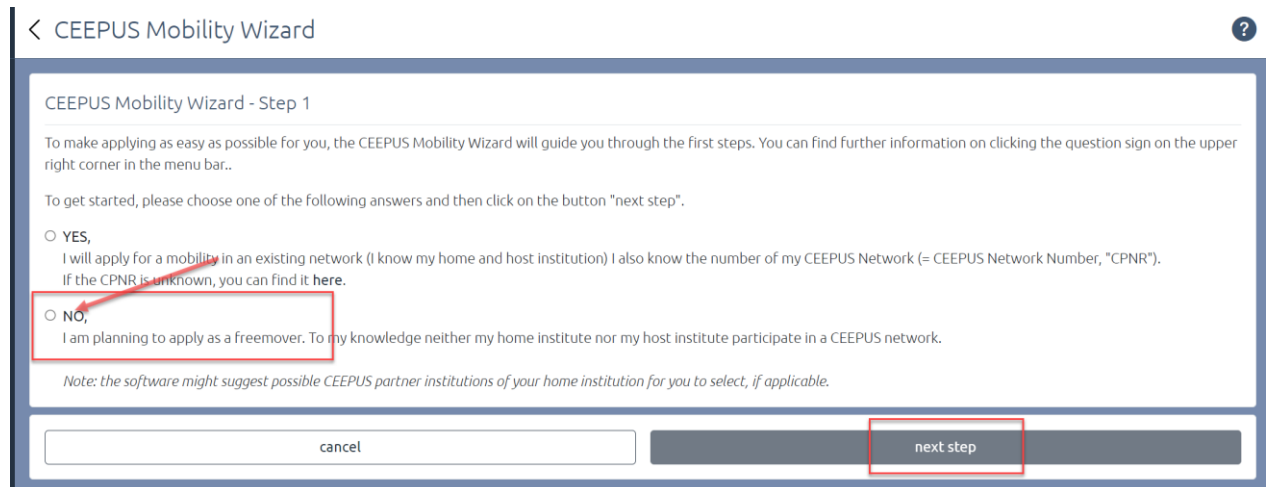 CEEPUS Mobility Wizard
?
CEEPUS Mobility Wizard - Step 1
To make applying as easy as possible for you, the CEEPUS Mobility Wizard will guide you through the first steps. You can find further information on clicking the question sign on the upper
right corner in the menu bar..
To get started, please choose one of the following answers and then click on the button "next step".
YES,
I will apply for a mobility in an existing network (I know my home and host institution) I also know the number of my CEEPUS Network (= CEEPUS Network Number, "CPNR").
If the CPNR is unknown, you can find it here.
NO,
I am planning to apply as a freemover. To my knowledge neither my home institute nor my host institute participate in a CEEPUS network.
Note: the software might suggest possible CEEPUS partner institutions of your home institution for you to select, if applicable.
cancel
next step